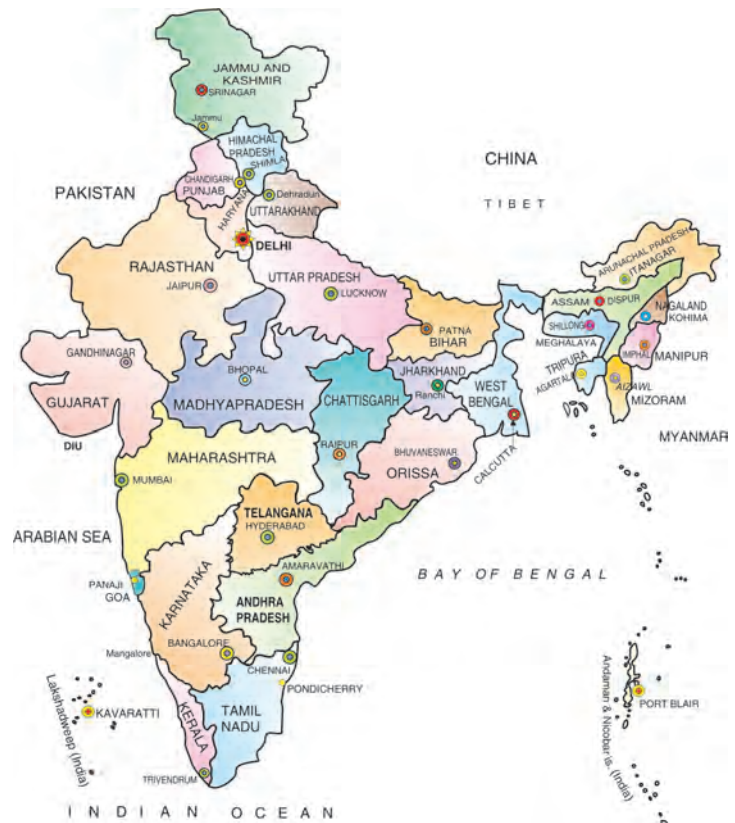 JAMMU AND
KASHMIR
SRINAGAR
Jammu
HIMACHAL
PRADESH
SHIMLA
CHANDIGARH
PUNJAB
HARYANA
Dehradun
UTTARAKHAND
CHINA
TIBET
PAKISTAN
DELHI
RAJASTHAN
JAIPUR
UTTAR PRADESH
LUCKNOW
ARUNACHAL PRADESH
ITANAGAR
ASSAM
DISPUR
NAGALAND
KOHIMA
SHILLONG
MEGHALAYA
IMPHAL
MANIPUR
TRIPURA
AGARTALA
AIZAWL
MIZORAM
MYANMAR
PATNA
BIHAR
GANDHINAGAR
GUJARAT
DIU
BHOPAL
MADHYAPRADESH
CHATTISGARH
RAIPUR
JHARKHAND
Ranchi
WEST
BENGAL
CALCUTTA
BHUVANESWAR
ORISSA
MAHARASHTRA
MUMBAI
TELANGANA
HYDERABAD
ARABIAN SEA
PANAJI
GOA
KARNATAKA
AMARAVATHI
ANDHRA
PRADESH
BAY OF BENGAL
Mangalore
BANGALORE
CHENNAI
PONDICHERRY
Lakshadweep (India)
KAVARATTI
KERALA
TAMIL
NADU
TRIVENDRUM
Andaman & Nicobar is. (India)
PORT BLAIR
INDIAN OCEAN